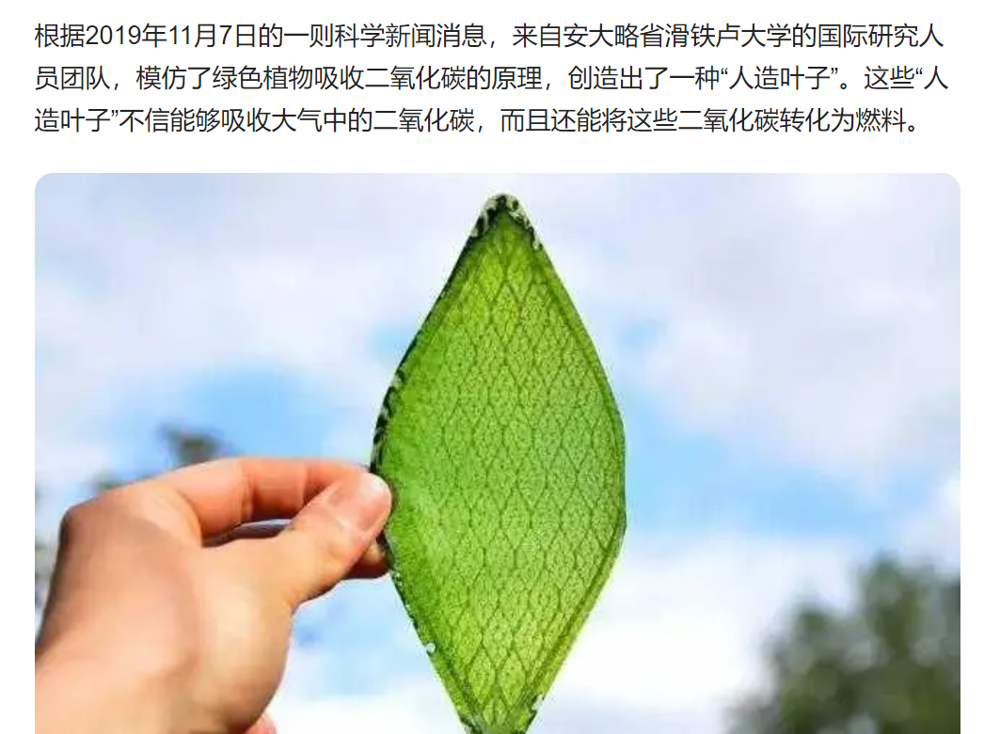 根据2019年11月7日的一则科学新闻消息，来自安大略省滑铁卢大学的国际研究人
员团队，模仿了绿色植物吸收二氧化碳的原理，创造出了一种“人造叶子”。这些“人
造叶子”不信能够吸收大气中的二氧化碳，而且还能将这些二氧化碳转化为燃料。